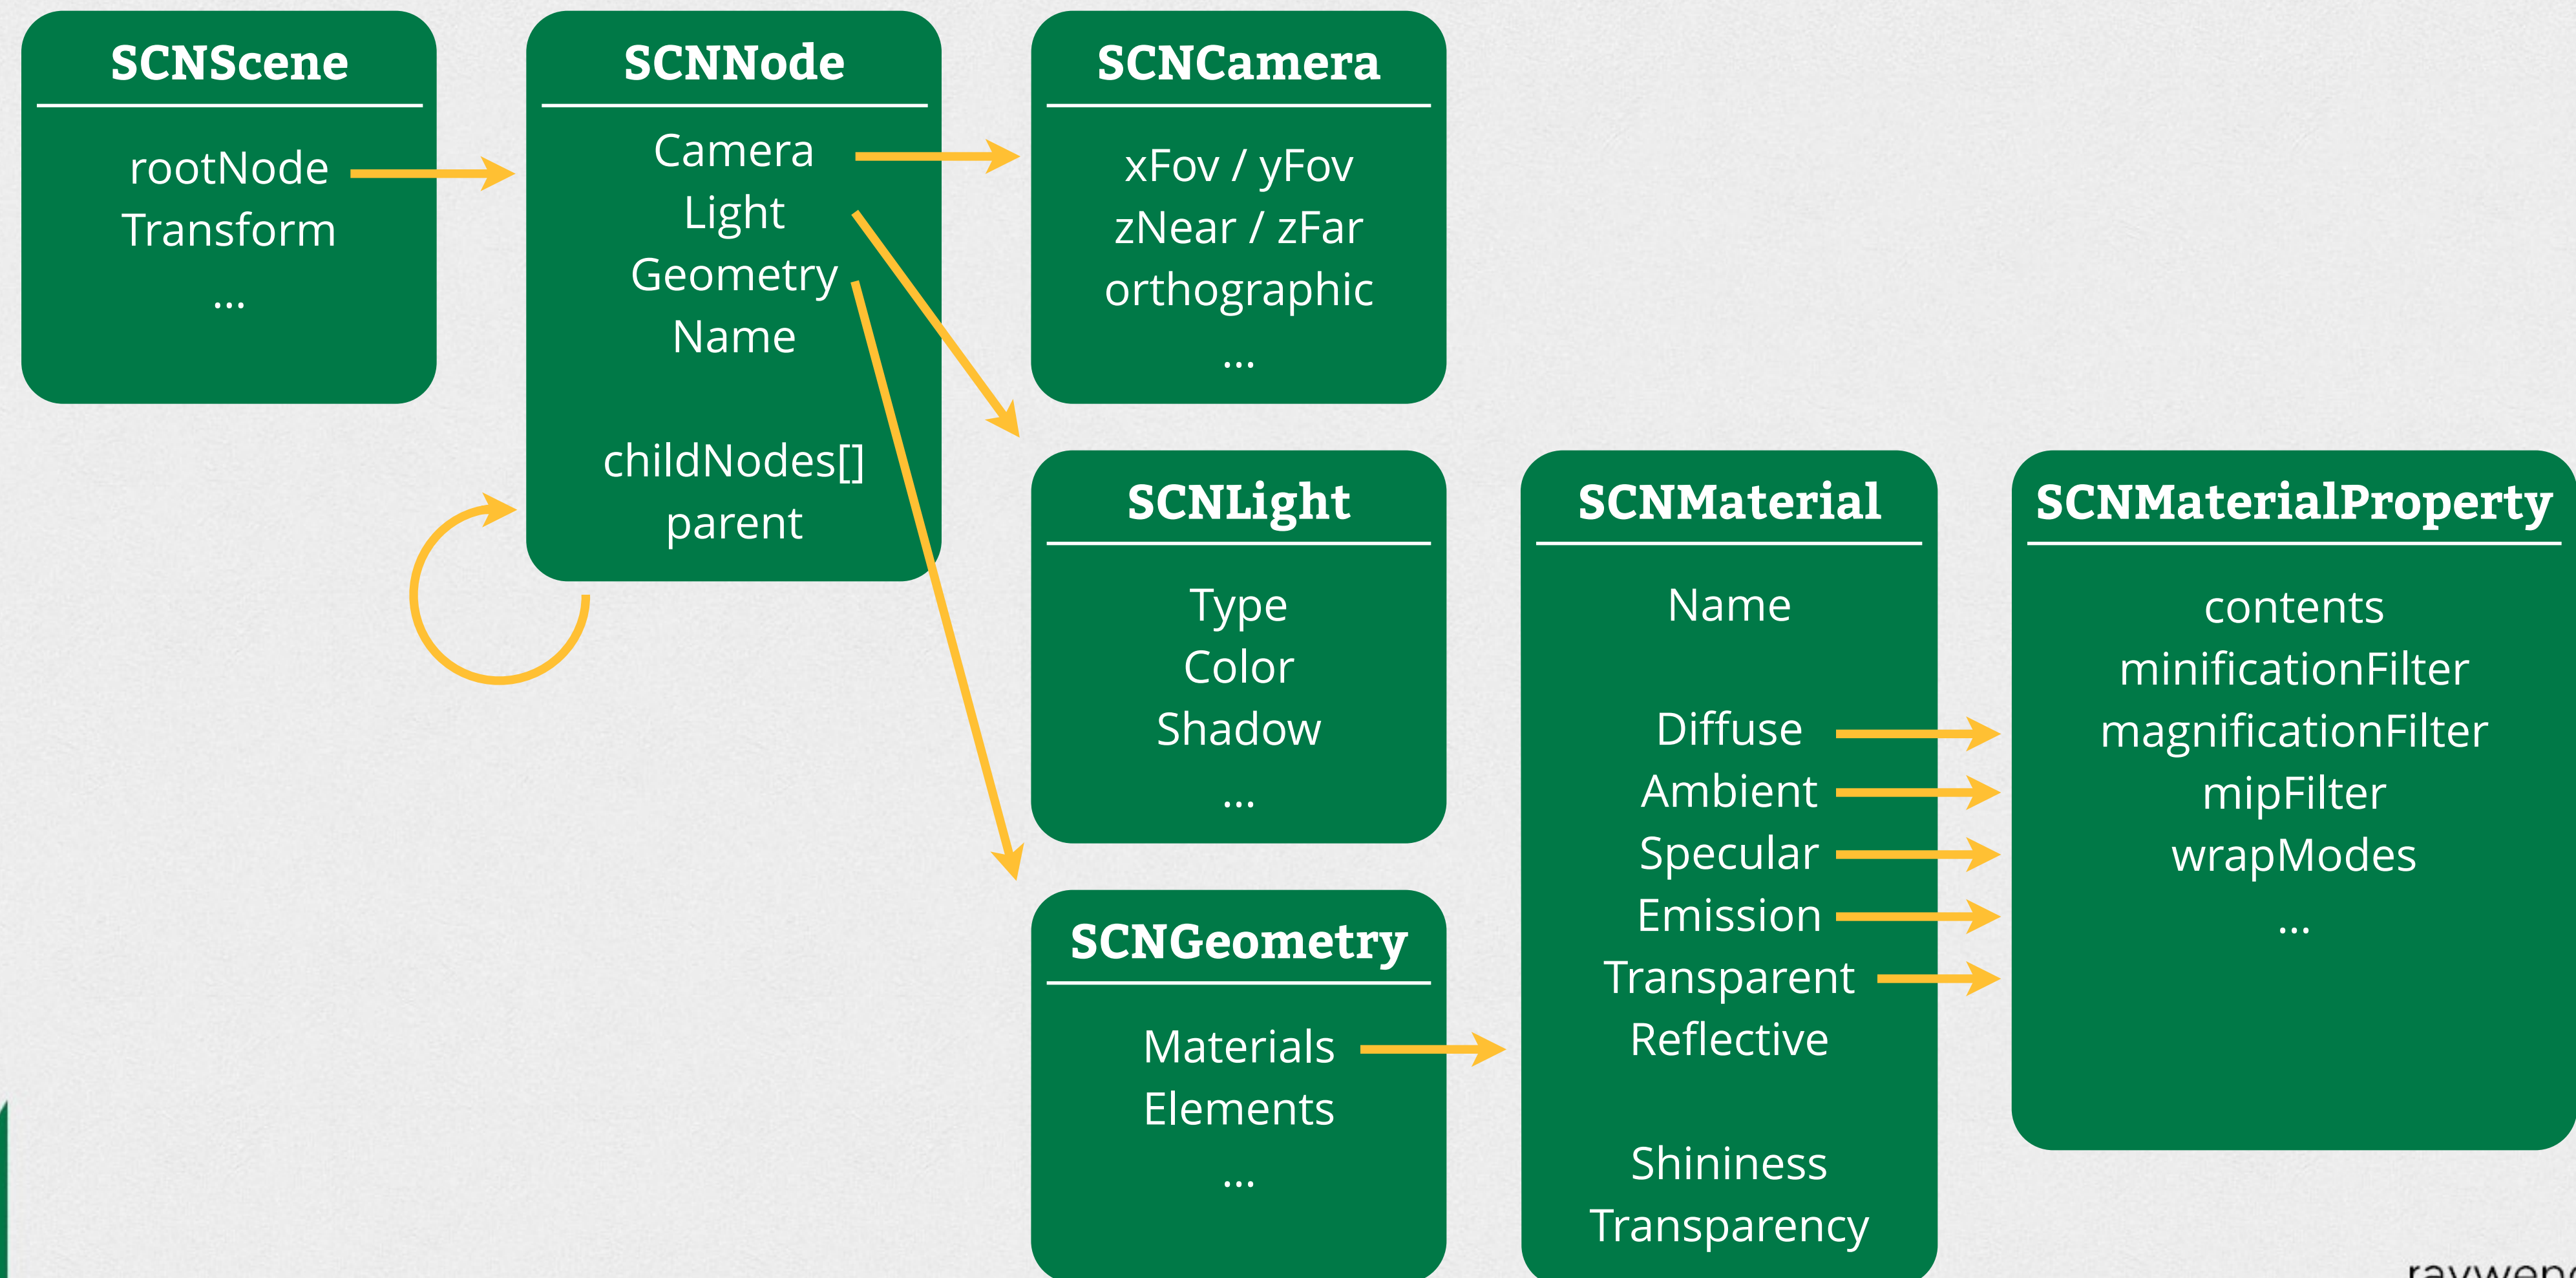 SCNScene
rootNode
Transform
...
SCNNode
Camera
Light
Geometry
Name
childNodes[]
parent
SCNCamera
xFov / yFov
zNear / zFar
orthographic
...
SCNLight
Type
Color
Shadow
...
SCNGeometry
Materials
Elements
...
SCNMaterial
Name
Diffuse
Ambient
Specular
Emission
Transparent
Reflective
Shininess
Transparency
SCNMaterialProperty
contents
minificationFilter
magnificationFilter
mipFilter
wrapModes
...